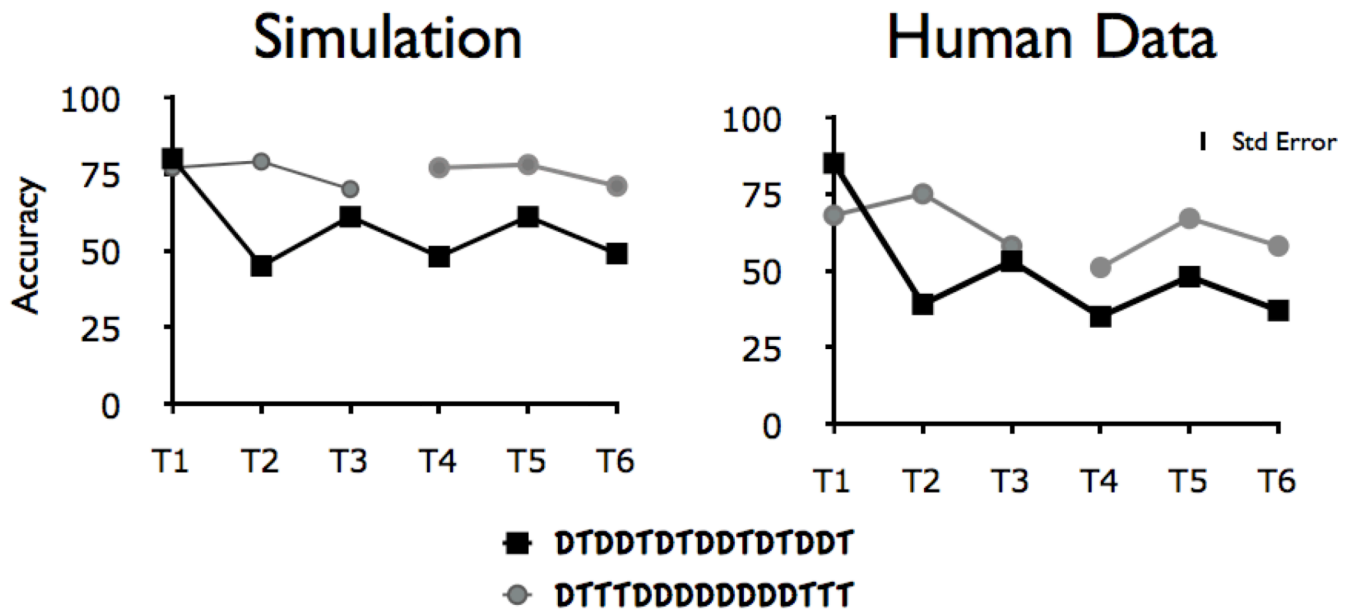 Simulation
Human Data
Accuracy
100
75
50
25
0
T1 T2 T3 T4 T5 T6
100
75
50
25
0
Std Error
T1 T2 T3 T4 T5 T6
DTDDTDTDDTDTDDT
DTTTDDDDDDDDTTT